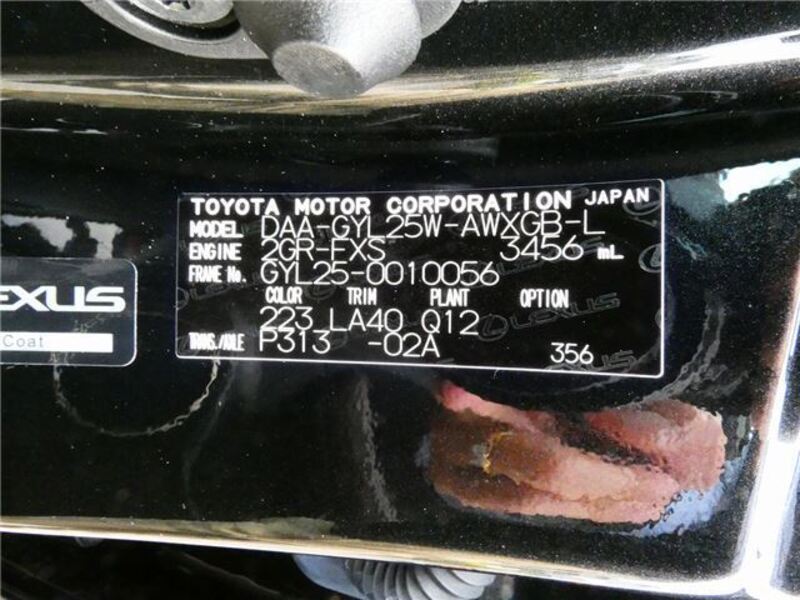 TOYOTA MOTOR CORPORATION JAPAN
MODEL DAA-GYL25W-AWXGB-L
ENGINE 2GR-FXS 3456 mL
FRAME No. GYL25-0010056
COLOR TRIM PLANT OPTION
223 LA40 Q12
TRANS./AXLE P313 -02A 356
LEXUS
EXUS
Coat